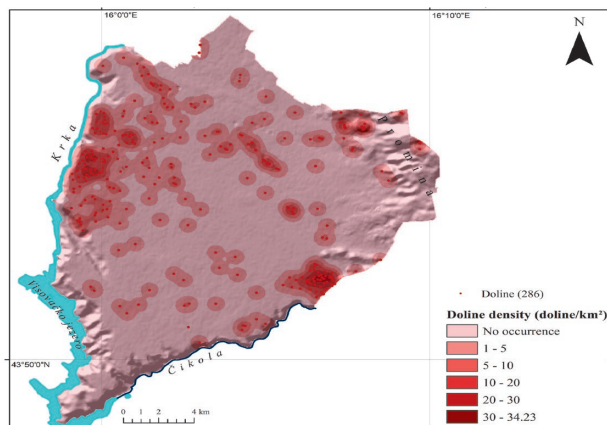 16°0'0"E
16°10'0"E
N
Krka
Promina
Visovačko jezero
Čikola
43°50'0"N
0 1 2 4 km
Doline (286)
Doline density (doline/km²)
No occurrence
1 - 5
5 - 10
10 - 20
20 - 30
30 - 34.23